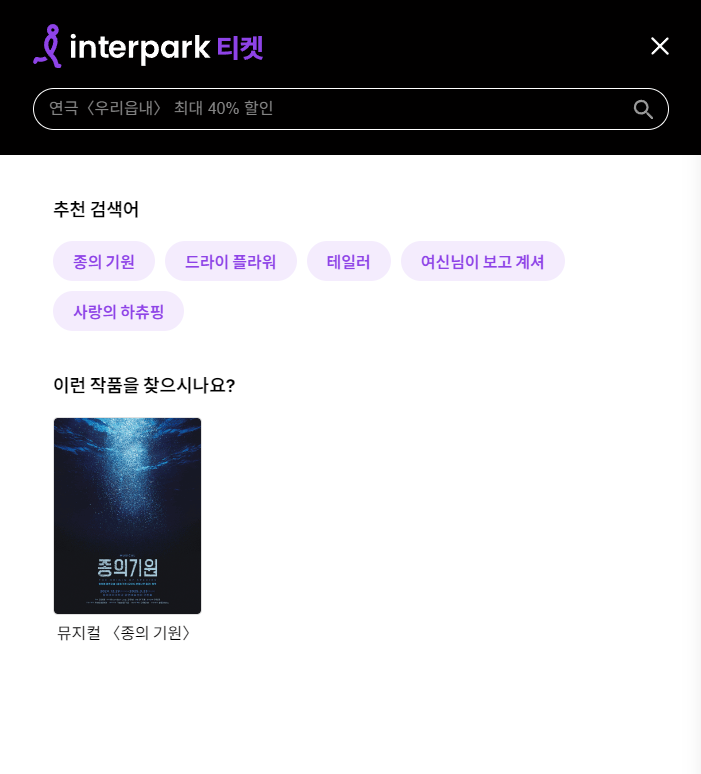 interpark 티켓
연극〈우리읍내〉 최대 40% 할인
추천 검색어
종의 기원
드라이 플라워
테일러
여신님이 보고 계셔
사랑의 하츄핑
이런 작품을 찾으시나요?
종의기원
뮤지컬 〈종의 기원〉